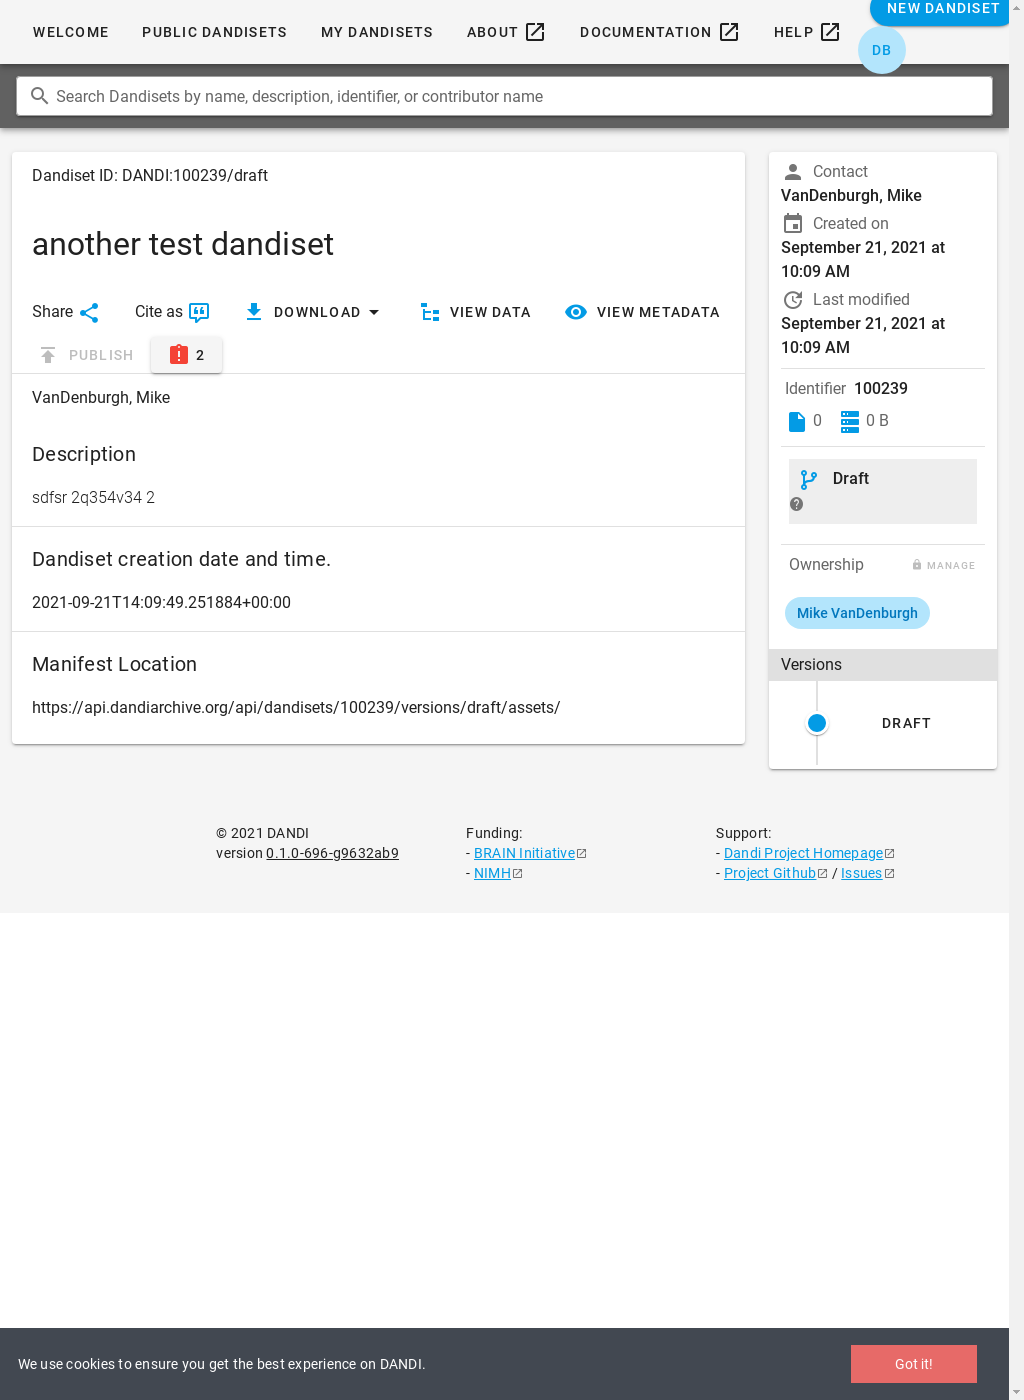 WELCOME PUBLIC DANDISETS MY DANDISETS ABOUT DOCUMENTATION HELP NEW DANDISET
DB
Search Dandisets by name, description, identifier, or contributor name
Dandiset ID: DANDI:100239/draft
another test dandiset
Share Cite as DOWNLOAD VIEW DATA VIEW METADATA
PUBLISH 2
VanDenburgh, Mike
Description
sdfsr 2q354v34 2
Dandiset creation date and time.
2021-09-21T14:09:49.251884+00:00
Manifest Location
https://api.dandiarchive.org/api/dandisets/100239/versions/draft/assets/
Contact
VanDenburgh, Mike
Created on
September 21, 2021 at
10:09 AM
Last modified
September 21, 2021 at
10:09 AM
Identifier 100239
0 0 B
Draft
Ownership MANAGE
Mike VanDenburgh
Versions
DRAFT
© 2021 DANDI
version 0.1.0-696-g9632ab9
Funding:
- BRAIN Initiative
- NIMH
Support:
- Dandi Project Homepage
- Project Github / Issues
We use cookies to ensure you get the best experience on DANDI.
Got it!